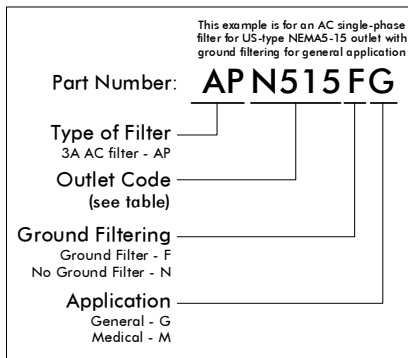 This example is for an AC single-phase
filter for US-type NEMA5-15 outlet with
ground filtering for general application
Part Number: APN515FG
Type of Filter
3A AC filter - AP
Outlet Code
(see table)
Ground Filtering
Ground Filter - F
No Ground Filter - N
Application
General - G
Medical - M